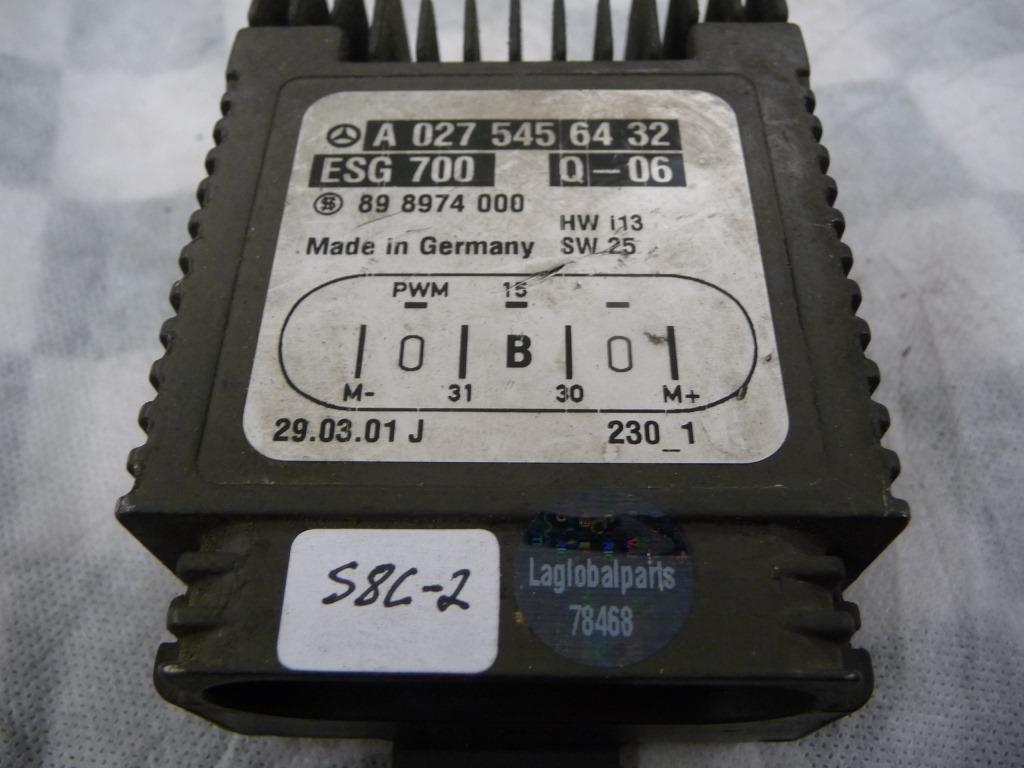 A 027 545 64 32
ESG 700 Q-06
89 8974 000
HW i13
Made in Germany SW 25
PWM 15
0 B 0
M- 31 30 M+
29.03.01 J 230_1
S8C-2
Laglobalparts
78468